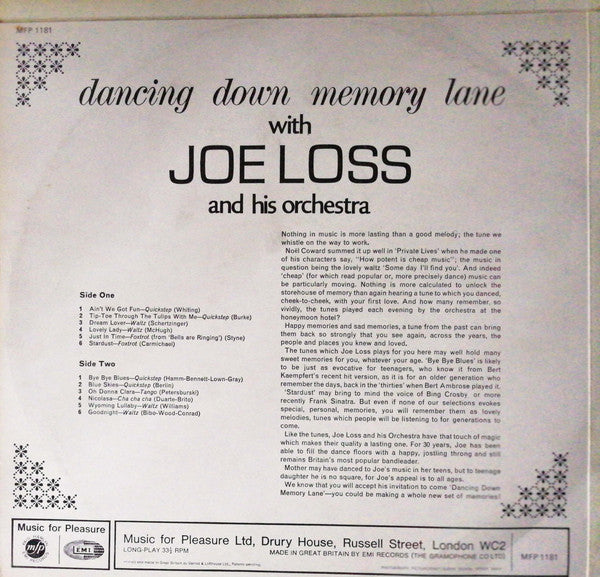 MFP 1181
dancing down memory lane
with
JOE LOSS
and his orchestra
Nothing in music is more lasting than a good melody; the tune we
whistle on the way to work.
Noël Coward summed it up well in 'Private Lives' when he made one
of his characters say, "How potent is cheap music"; the music in
question being the lovely waltz 'Some day I'll find you'. And indeed
'cheap' (for which read popular or, more precisely dance) music can
be particularly moving. Nothing is more calculated to unlock the
storehouse of memory than again hearing a tune to which you danced,
cheek-to-cheek, with your first love. And how many remember, so
vividly, the tunes played each evening by the orchestra at the
honeymoon hotel?
Happy memories and sad memories, a tune from the past can bring
them back so strongly that you see again, across the years, the
people and places you knew and loved.
The tunes which Joe Loss plays for you here may well hold many
sweet memories for you, whatever your age. 'Bye Bye Blues' is likely
to be just as evocative for teenagers, who know it from Bert
Kaempfert's recent hit version, as it is for an older generation who
remember the days, back in the 'thirties' when Bert Ambrose played it.
'Stardust' may bring to mind the voice of Bing Crosby, or more
recently Frank Sinatra. But even if none of our selections evokes
special, personal, memories, you will remember them as lovely
melodies, tunes which people will be listening to for generations to
come.
Like the tunes, Joe Loss and his Orchestra have that touch of magic
which makes their quality a lasting one. For 30 years, Joe has been
able to fill the dance floors with a happy, jostling throng and still
remains Britain's most popular bandleader.
Mother may have danced to Joe's music in her teens, but to teenage
daughter he is no square, for Joe's appeal is to all ages.
We know that you will accept his invitation to come 'Dancing Down
Memory Lane'—you could be making a whole new set of memories!
Side One
1 Ain't We Got Fun—Quickstep (Whiting)
2 Tip-Toe Through The Tulips With Me—Quickstep (Burke)
3 Dream Lover—Waltz (Schertzinger)
4 Lovely Lady—Waltz (McHugh)
5 Just in Time—Foxtrot (from 'Bells are Ringing') (Styne)
6 Stardust—Foxtrot (Carmichael)
Side Two
1 Bye Bye Blues—Quickstep (Hamm-Bennett-Lown-Gray)
2 Blue Skies—Quickstep (Berlin)
3 Oh Donna Clara—Tango (Petersburski)
4 Nicolasa—Cha cha cha (Duarte-Brito)
5 Wyoming Lullaby—Waltz (Williams)
6 Goodnight—Waltz (Bibo-Wood-Conrad)
Music for Pleasure
mfp
EMI
Music for Pleasure Ltd, Drury House, Russell Street, London WC2
LONG-PLAY 33⅓ RPM
MADE IN GREAT BRITAIN BY EMI RECORDS (THE GRAMOPHONE CO LTD)
MFP 1181